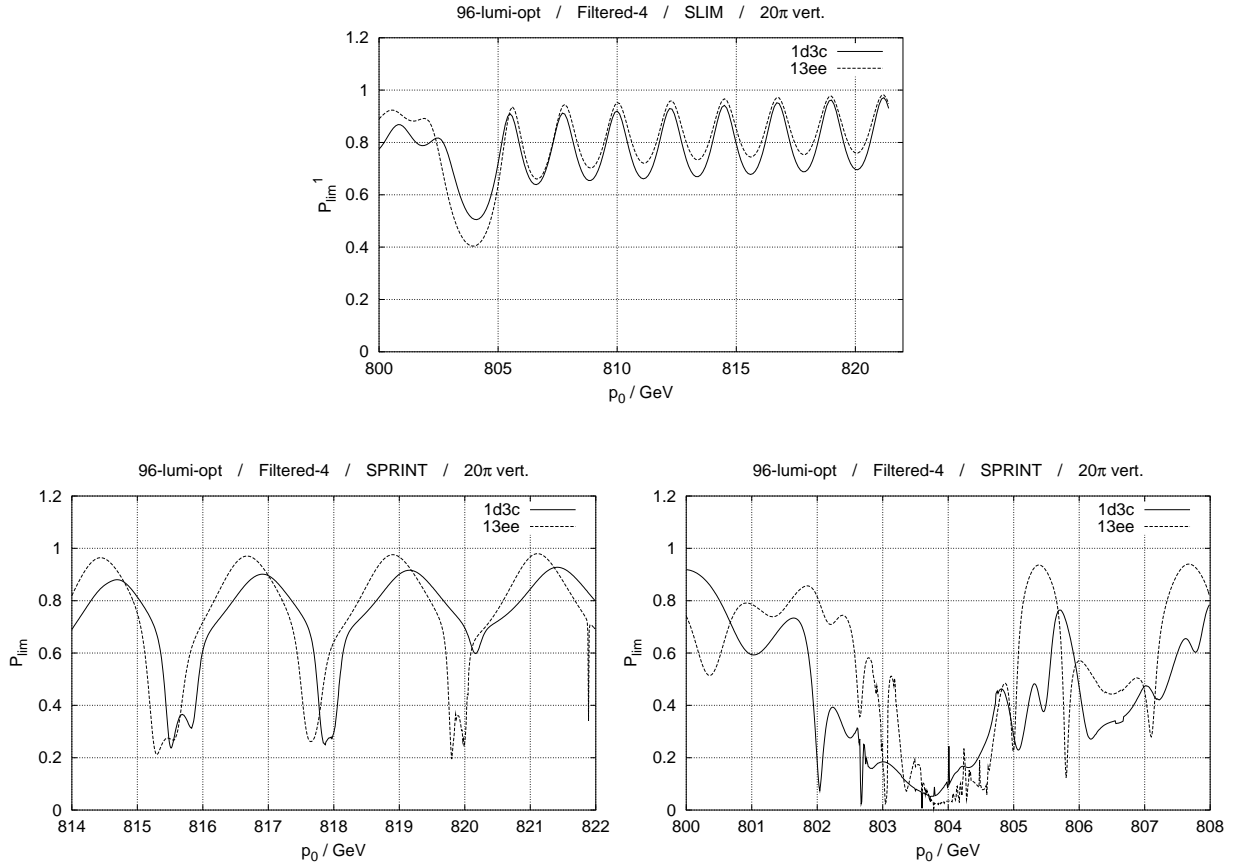 96-lumi-opt / Filtered-4 / SLIM / 20π vert.
1.2
1
0.8
0.6
0.4
0.2
0
P_lim 1
1d3c
13ee
800 805 810 815 820
p_0 / GeV
96-lumi-opt / Filtered-4 / SPRINT / 20π vert.
1.2
1
0.8
0.6
0.4
0.2
0
P_lim
1d3c
13ee
814 815 816 817 818 819 820 821 822
p_0 / GeV
96-lumi-opt / Filtered-4 / SPRINT / 20π vert.
1.2
1
0.8
0.6
0.4
0.2
0
P_lim
1d3c
13ee
800 801 802 803 804 805 806 807 808
p_0 / GeV